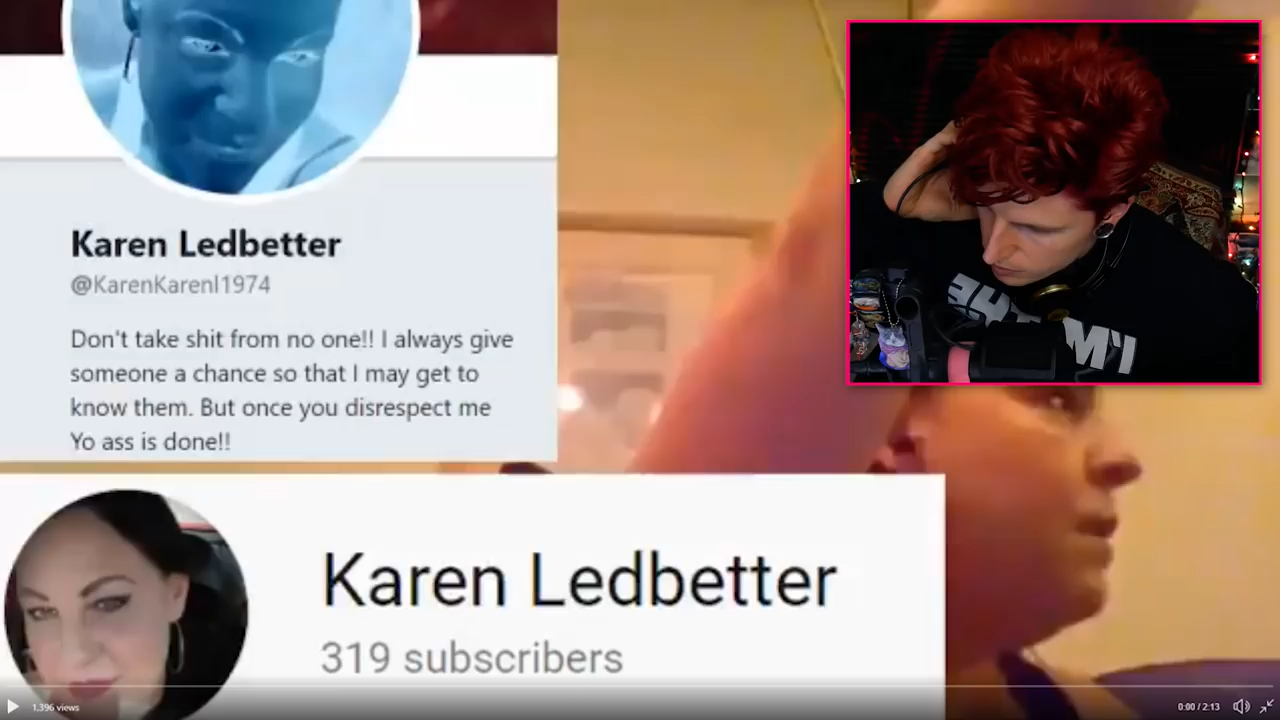 Karen Ledbetter
@KarenKarenl1974
Don't take shit from no one!! I always give
someone a chance so that I may get to
know them. But once you disrespect me
Yo ass is done!!
I'M THE
Karen Ledbetter
319 subscribers
1,396 views
0:00 / 2:13